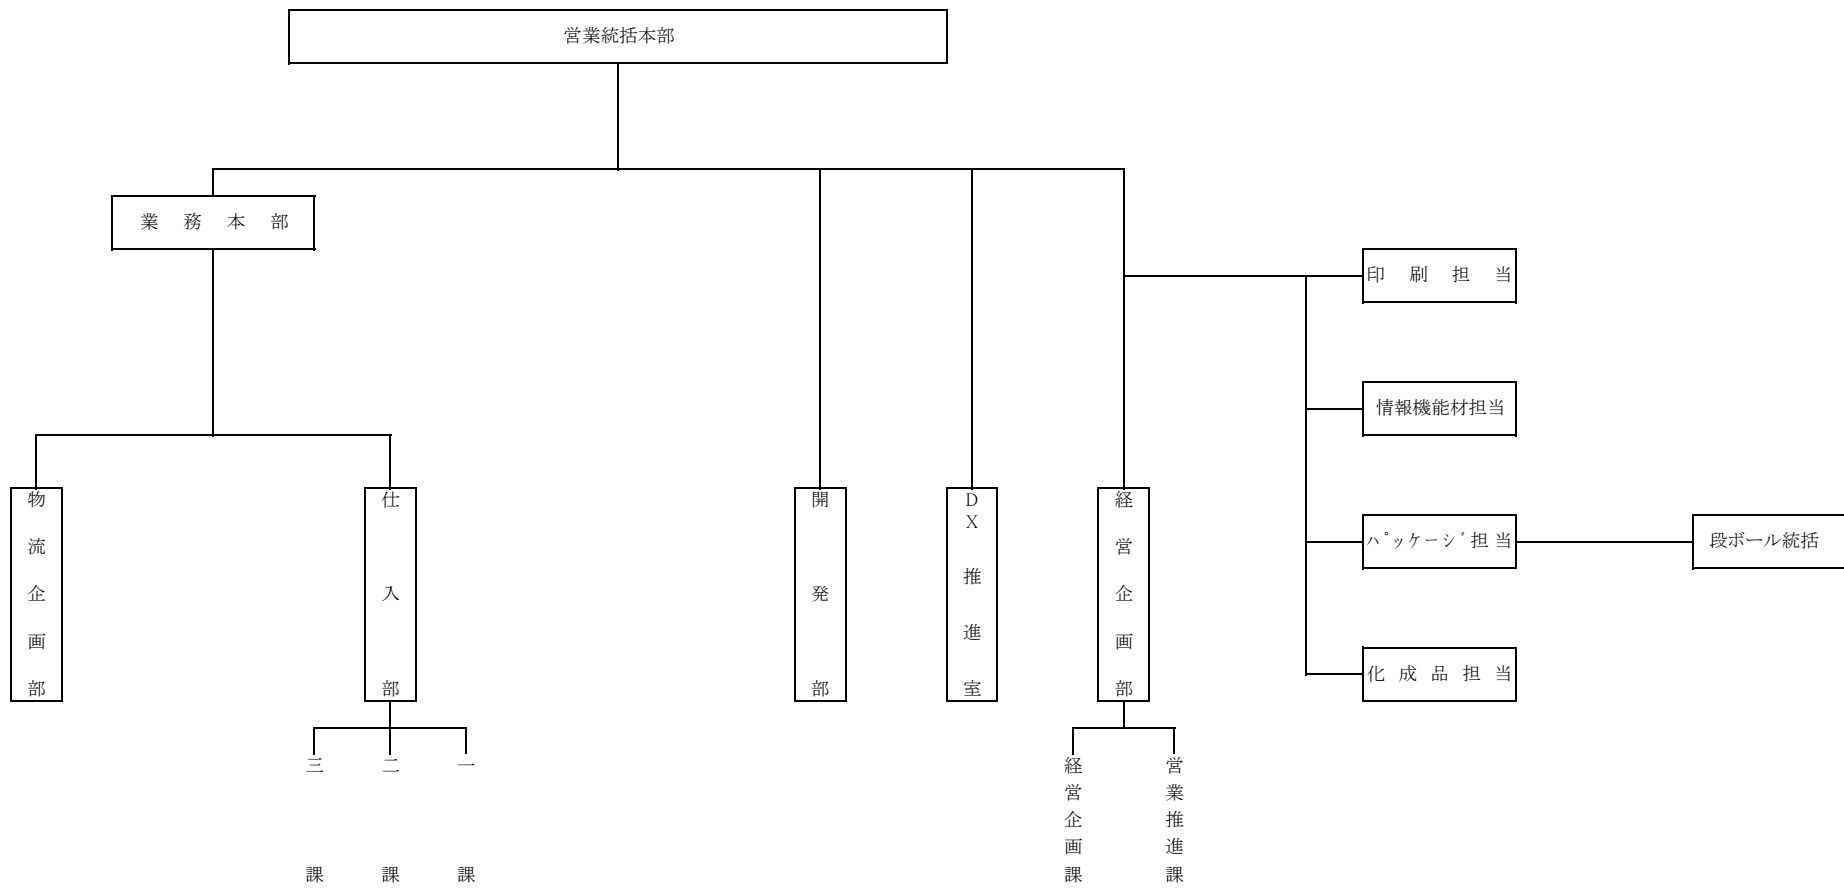 営業統括本部
業務本部
印刷担当
情報機能材担当
パッケージ担当
段ボール統括
化成品担当
物流企画部
仕入部
開発部
DX推進室
経営企画部
三課
二課
一課
経営企画課
営業推進課